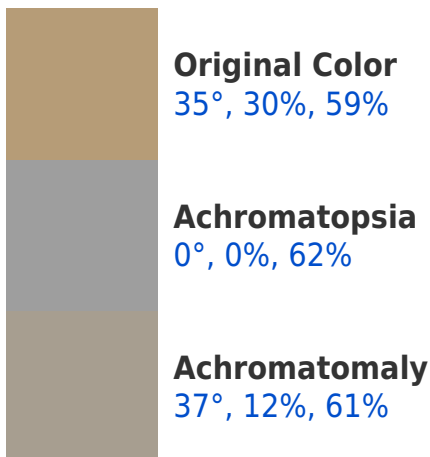 Original Color
35°, 30%, 59%
Achromatopsia
0°, 0%, 62%
Achromatomaly
37°, 12%, 61%